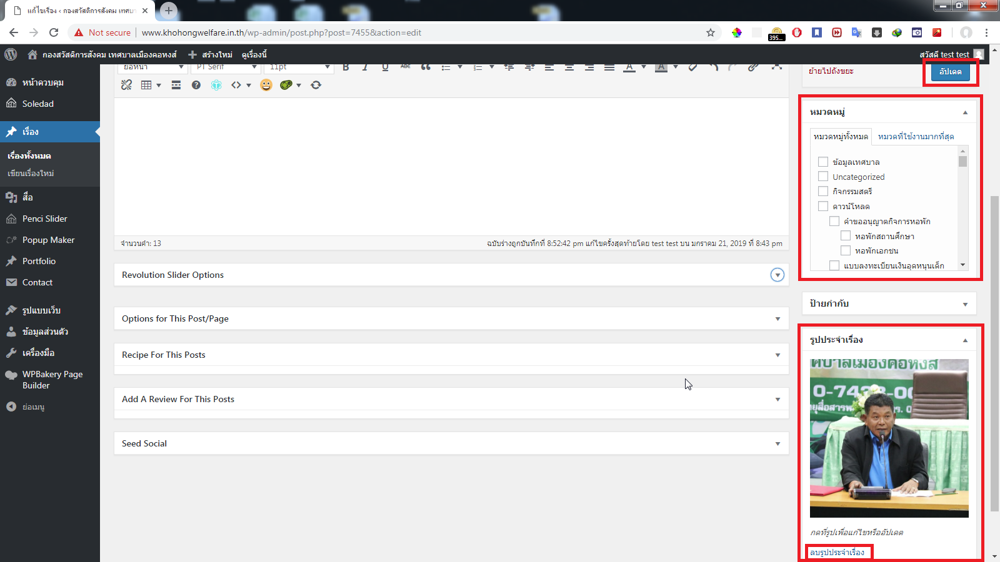 แก้ไขเรื่อง ‹ กองสวัสดิการสังคม เทศบา
Not secure
www.khohongwelfare.in.th/wp-admin/post.php?post=7455&action=edit
395...
กองสวัสดิการสังคม เทศบาลเมืองคอหงส์
สร้างใหม่
ดูเรื่องนี้
สวัสดี test test
หน้าควบคุม
Soledad
เรื่อง
เรื่องทั้งหมด
เขียนเรื่องใหม่
สื่อ
Penci Slider
Popup Maker
Portfolio
Contact
รูปแบบเว็บ
ข้อมูลส่วนตัว
เครื่องมือ
WPBakery Page
Builder
ย่อเมนู
ย่อหน้า
PT Serif
11pt
จำนวนคำ: 13
ฉบับร่างถูกบันทึกที่ 8:52:42 pm แก้ไขครั้งสุดท้ายโดย test test บน มกราคม 21, 2019 ที่ 8:43 pm
Revolution Slider Options
Options for This Post/Page
Recipe For This Posts
Add A Review For This Posts
Seed Social
ย้ายไปถังขยะ
อัปเดต
หมวดหมู่
หมวดหมู่ทั้งหมด
หมวดที่ใช้งานมากที่สุด
ข้อมูลเทศบาล
Uncategorized
กิจกรรมสตรี
ดาวน์โหลด
คำขออนุญาตกิจการหอพัก
หอพักสถานศึกษา
หอพักเอกชน
แบบลงทะเบียนเงินอุดหนุนเด็ก
ป้ายกำกับ
รูปประจำเรื่อง
ศบาลเมืองคอหงส
กดที่รูปเพื่อแก้ไขหรืออัปเดต
ลบรูปประจำเรื่อง